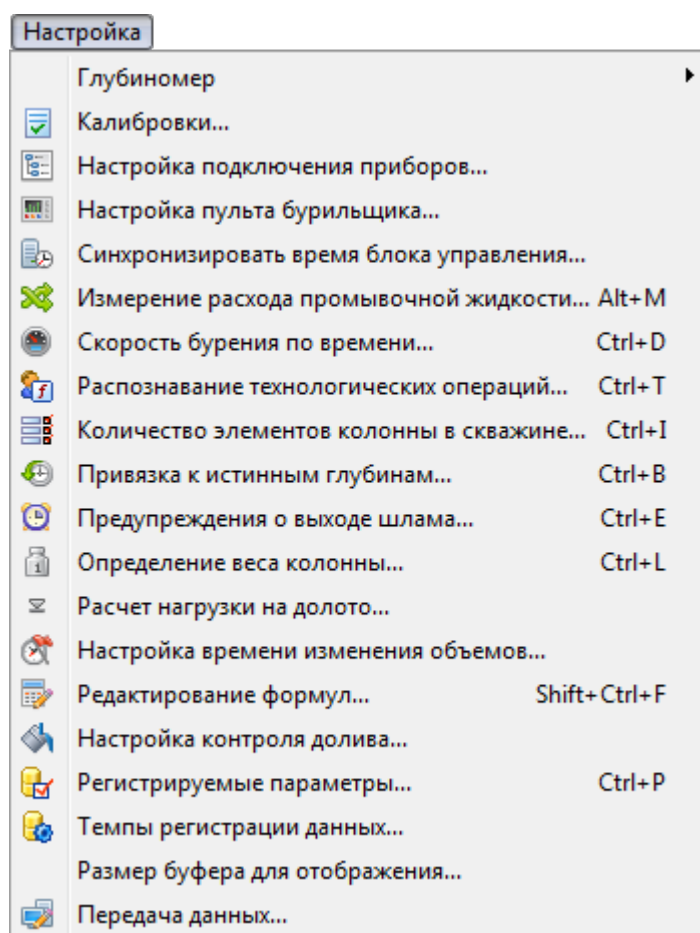 Настройка
Глубиномер
Калибровки...
Настройка подключения приборов...
Настройка пульта бурильщика...
Синхронизировать время блока управления...
Измерение расхода промывочной жидкости... Alt+M
Скорость бурения по времени... Ctrl+D
Распознавание технологических операций... Ctrl+T
Количество элементов колонны в скважине... Ctrl+I
Привязка к истинным глубинам... Ctrl+B
Предупреждения о выходе шлама... Ctrl+E
Определение веса колонны... Ctrl+L
Расчет нагрузки на долото...
Настройка времени изменения объемов...
Редактирование формул... Shift+Ctrl+F
Настройка контроля долива...
Регистрируемые параметры... Ctrl+P
Темпы регистрации данных...
Размер буфера для отображения...
Передача данных...